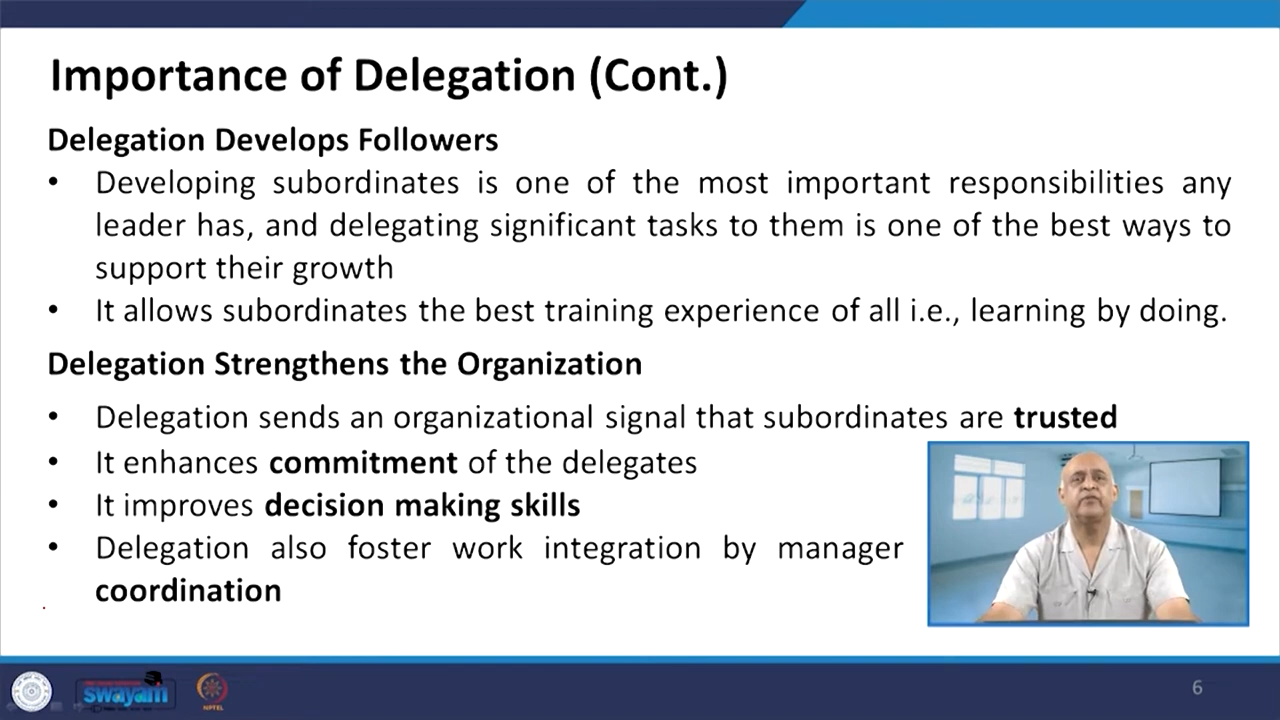 Importance of Delegation (Cont.)
Delegation Develops Followers
• Developing subordinates is one of the most important responsibilities any
leader has, and delegating significant tasks to them is one of the best ways to
support their growth
• It allows subordinates the best training experience of all i.e., learning by doing.
Delegation Strengthens the Organization
• Delegation sends an organizational signal that subordinates are trusted
• It enhances commitment of the delegates
• It improves decision making skills
• Delegation also foster work integration by manager
coordination
swayam
NPTEL
6